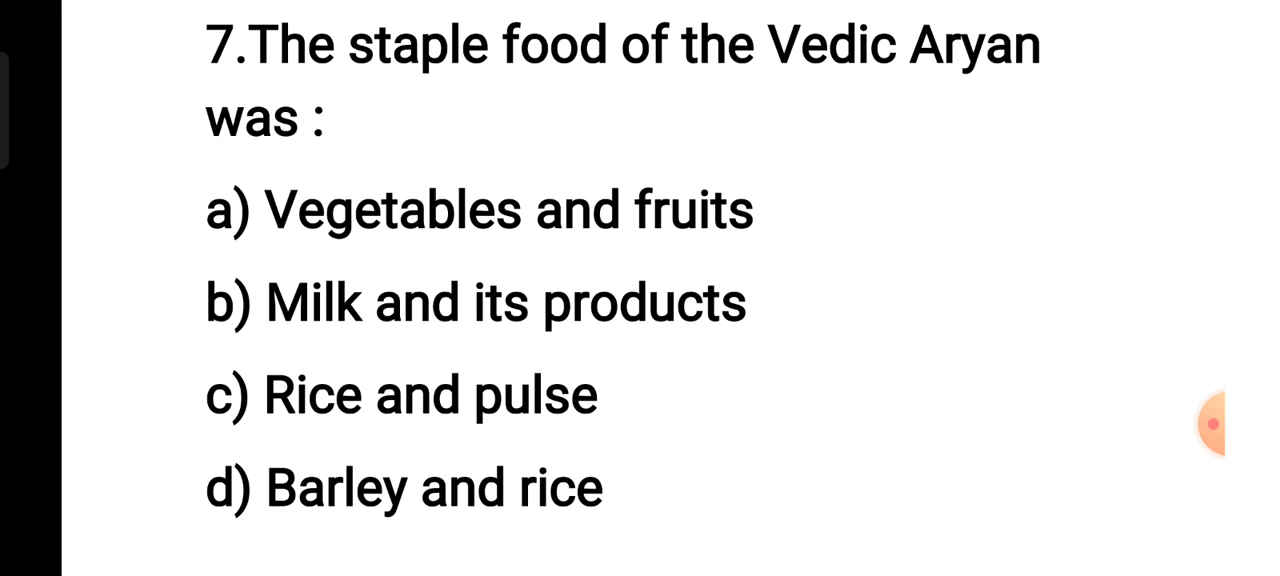 7.The staple food of the Vedic Aryan
was :
a) Vegetables and fruits
b) Milk and its products
c) Rice and pulse
d) Barley and rice